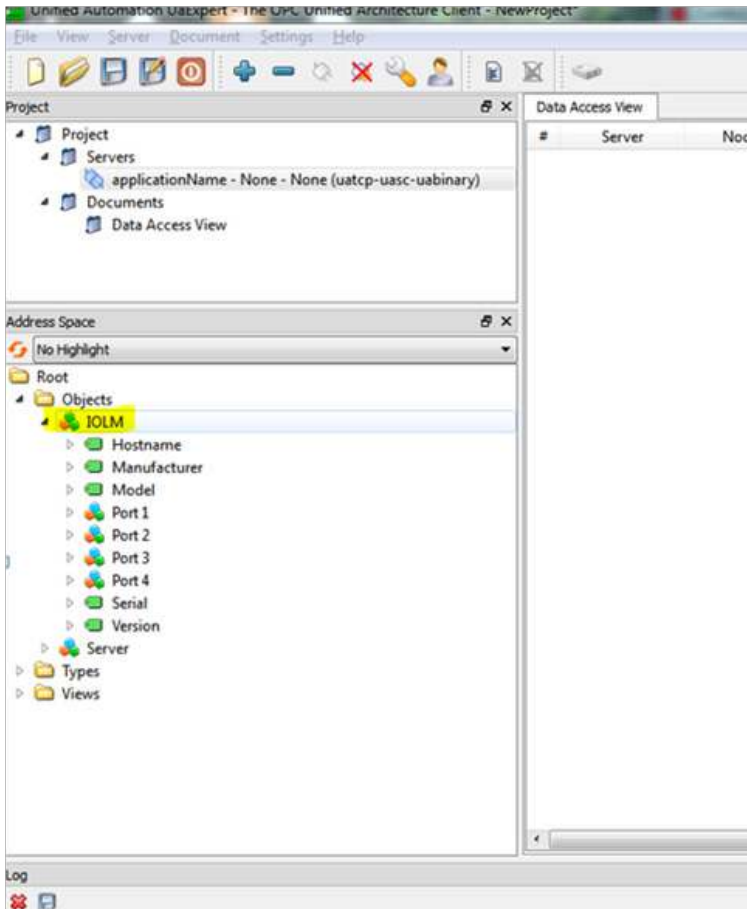 Unified Automation UaExpert - The OPC Unified Architecture Client - NewProject*
File View Server Document Settings Help
Project
Data Access View
Project
# Server
Servers
applicationName - None - None (uatcp-uasc-uabinary)
Documents
Data Access View
Address Space
No Highlight
Root
Objects
IOLM
Hostname
Manufacturer
Model
Port 1
Port 2
Port 3
Port 4
Serial
Version
Server
Types
Views
Log